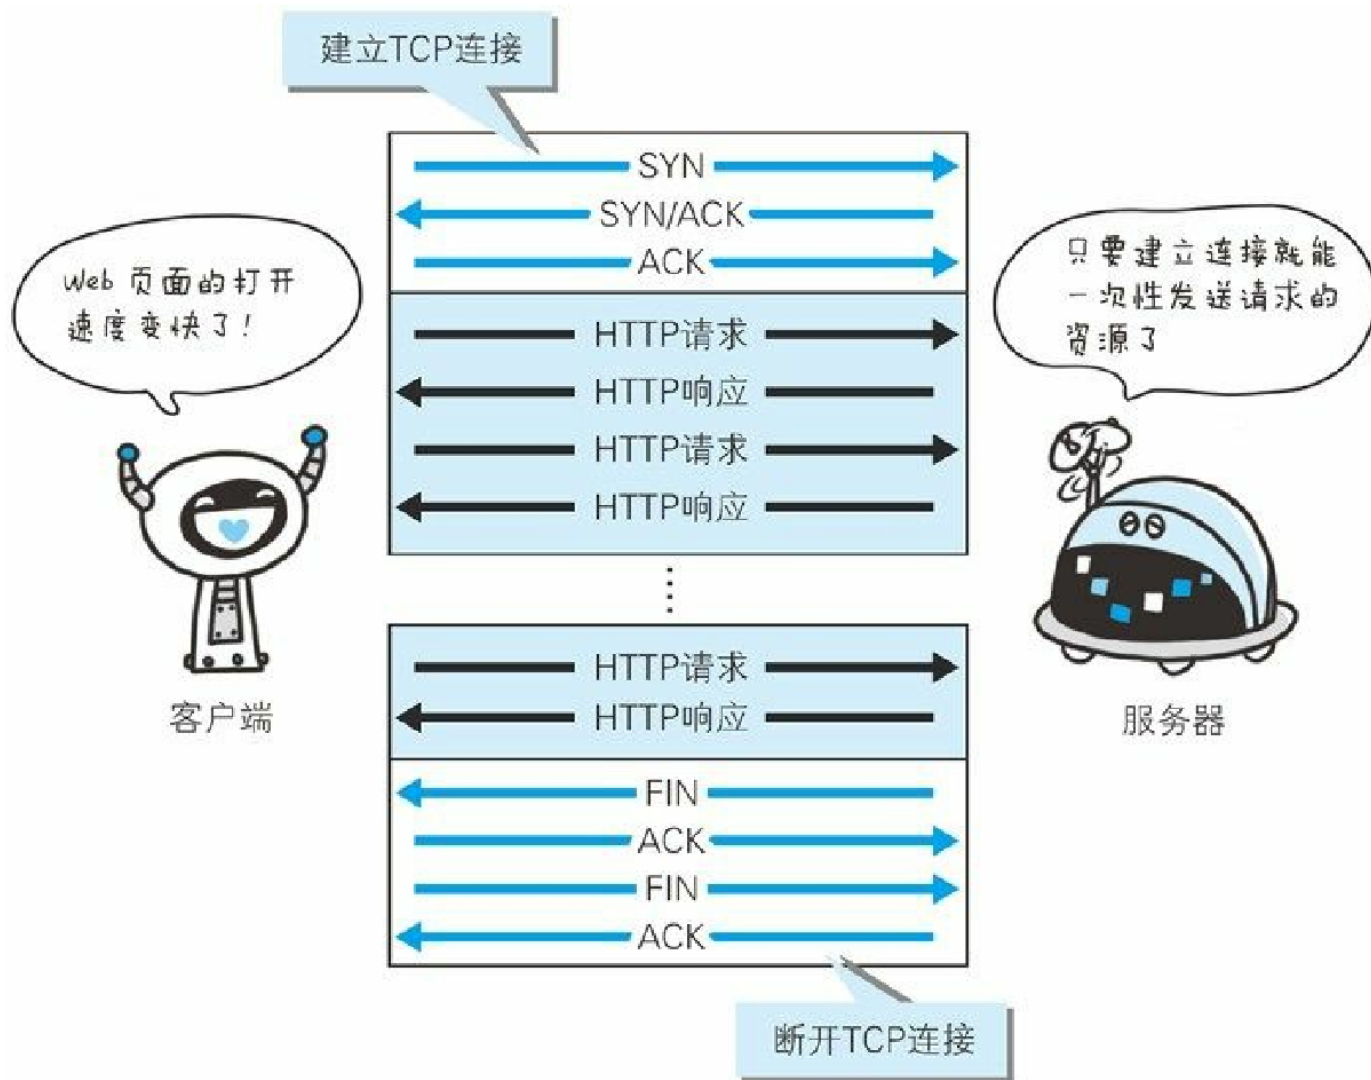 建立TCP连接
SYN
SYN/ACK
ACK
Web 页面的打开
速度变快了!
只要建立连接就能
一次性发送请求的
资源了
HTTP请求
HTTP响应
HTTP请求
HTTP响应
HTTP请求
HTTP响应
客户端
服务器
FIN
ACK
FIN
ACK
断开TCP连接